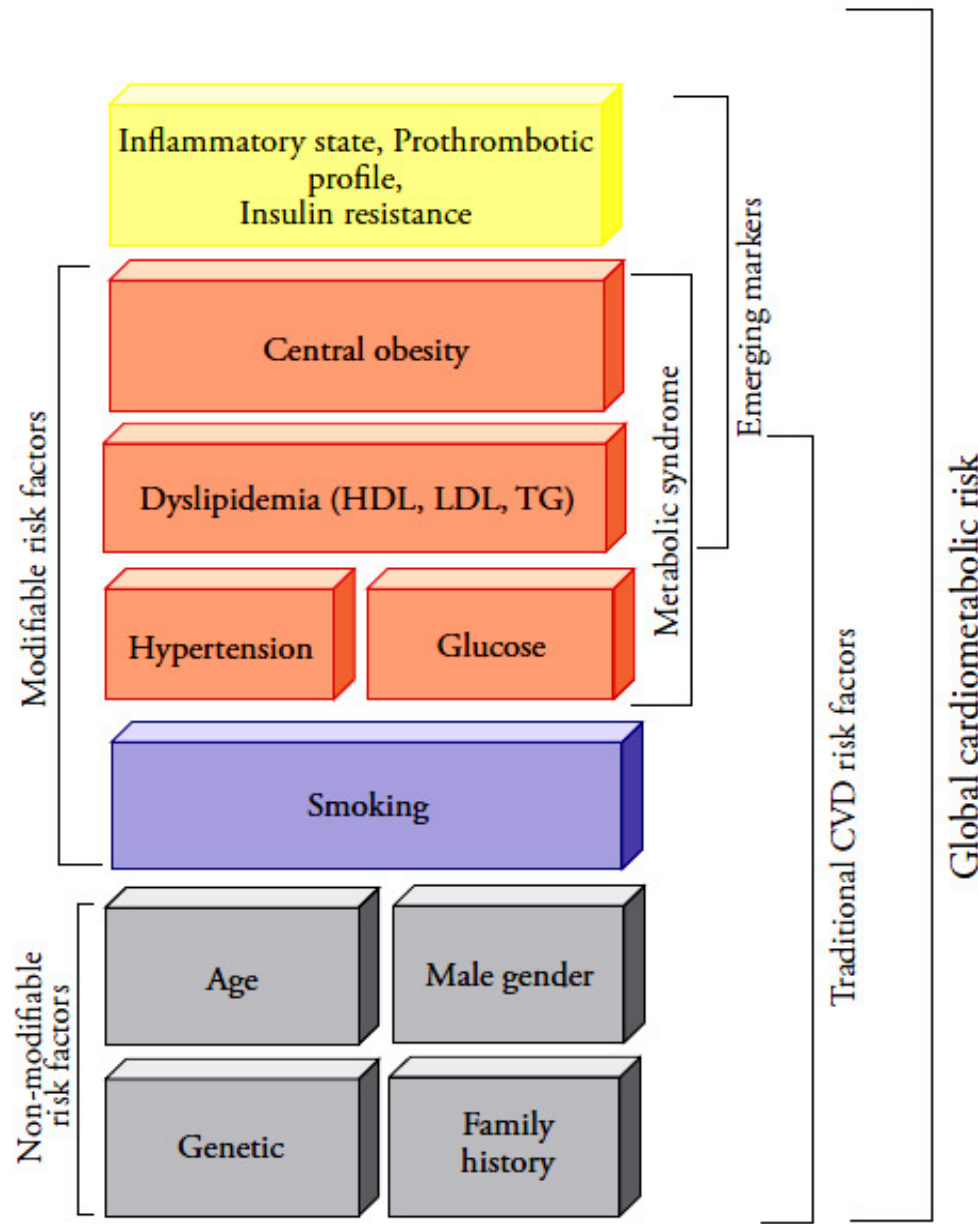 Inflammatory state, Prothrombotic
profile,
Insulin resistance
Central obesity
Dyslipidemia (HDL, LDL, TG)
Hypertension
Glucose
Smoking
Age
Male gender
Genetic
Family
history
Modifiable risk factors
Non-modifiable
risk factors
Metabolic syndrome
Emerging markers
Traditional CVD risk factors
Global cardiometabolic risk